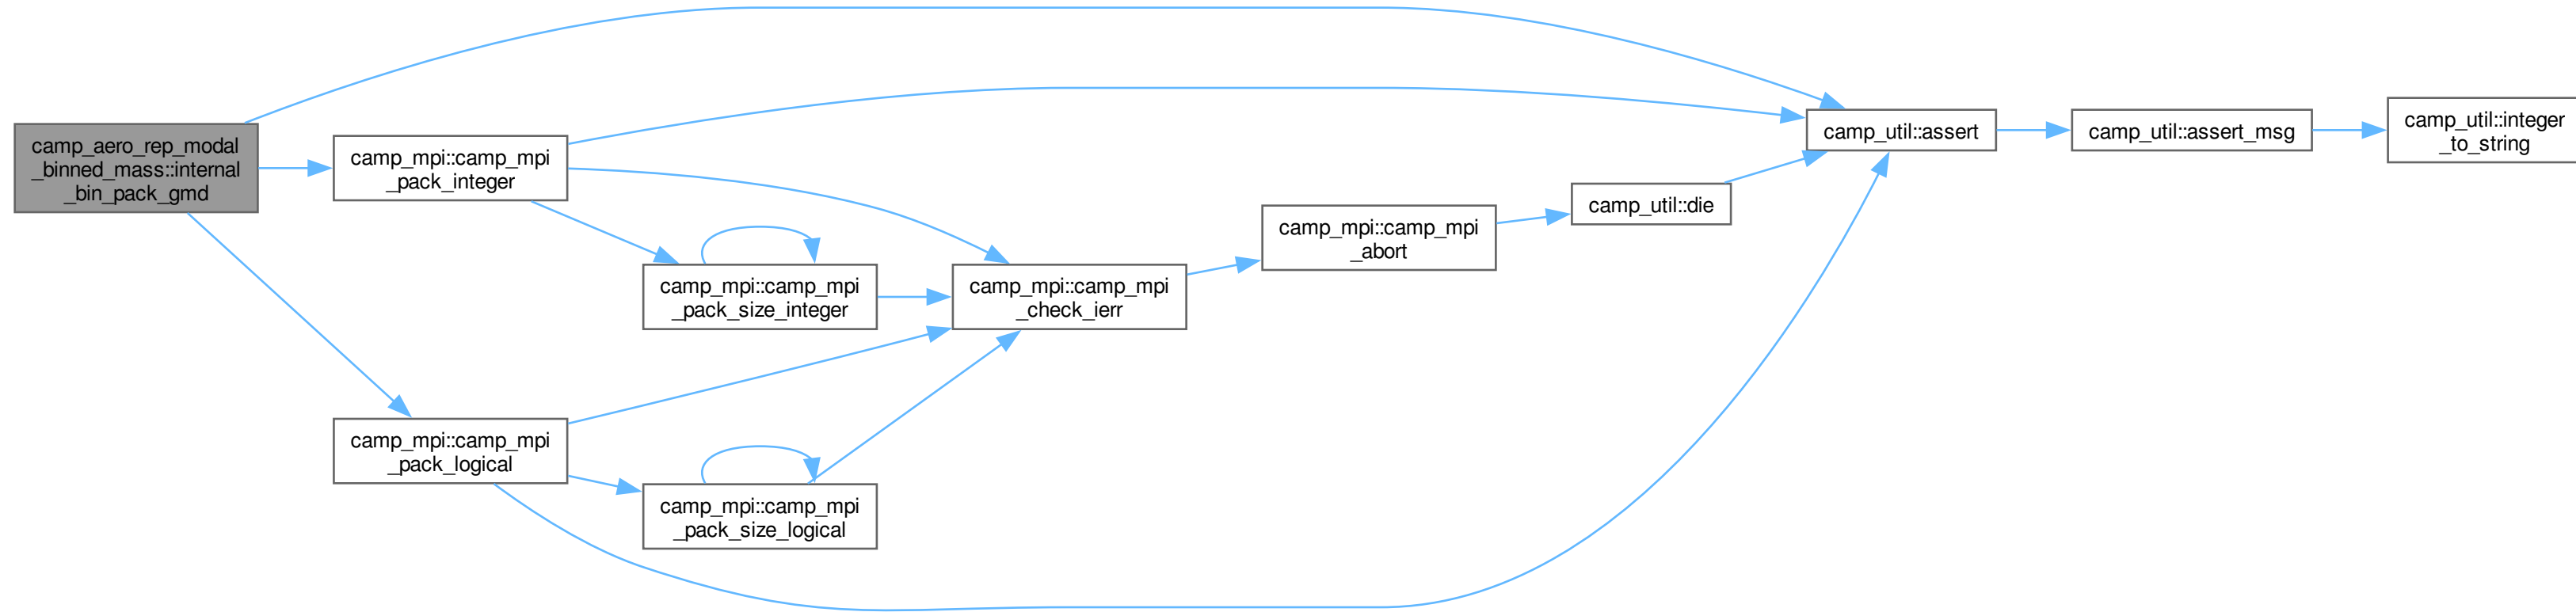 camp_aero_rep_modal
_binned_mass::internal
_bin_pack_gmd
camp_mpi::camp_mpi
_pack_integer
camp_mpi::camp_mpi
_pack_logical
camp_mpi::camp_mpi
_pack_size_integer
camp_mpi::camp_mpi
_pack_size_logical
camp_mpi::camp_mpi
_check_ierr
camp_mpi::camp_mpi
_abort
camp_util::die
camp_util::assert
camp_util::assert_msg
camp_util::integer
_to_string